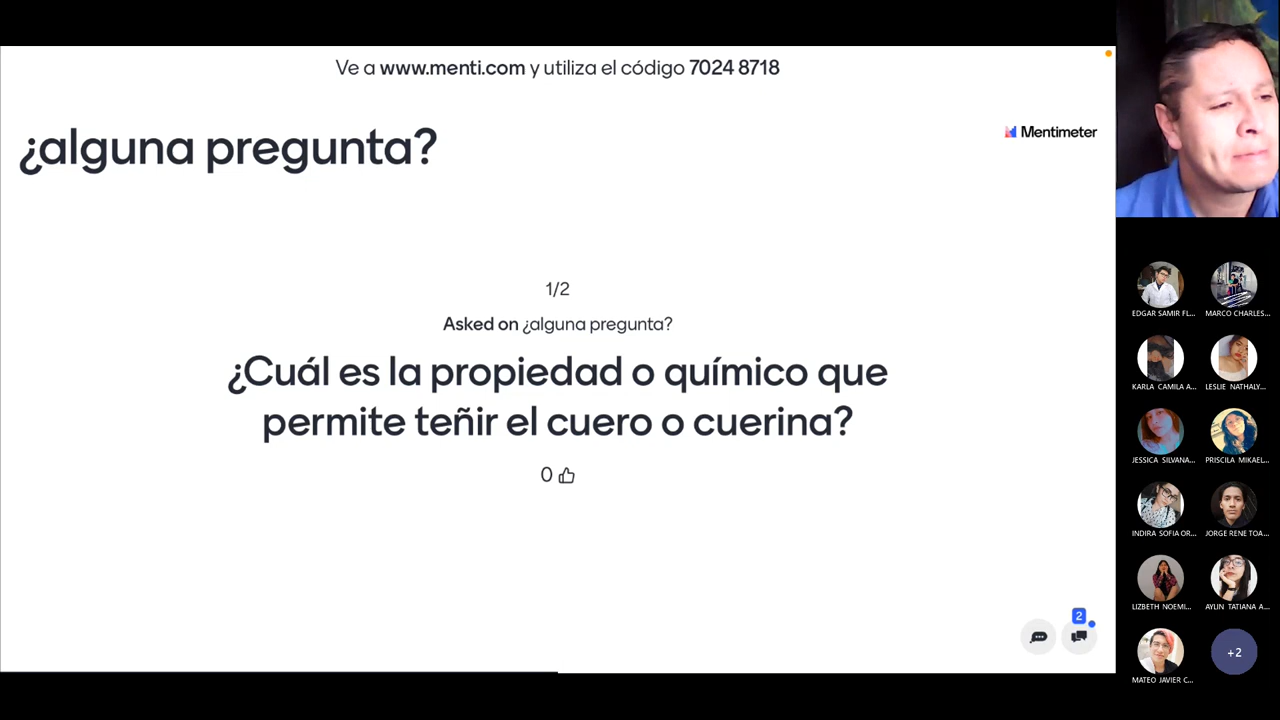 Ve a www.menti.com y utiliza el código 7024 8718
¿alguna pregunta?
Mentimeter
1/2
Asked on ¿alguna pregunta?
¿Cuál es la propiedad o químico que
permite teñir el cuero o cuerina?
0
2
EDGAR SAMIR FL...
MARCO CHARLES...
KARLA CAMILA A...
LESLIE NATHALY...
JESSICA SILVANA...
PRISCILA MIKAEL...
INDIRA SOFIA OR...
JORGE RENE TOA...
LIZBETH NOEMI...
AYLIN TATIANA A...
MATEO JAVIER C...
+2